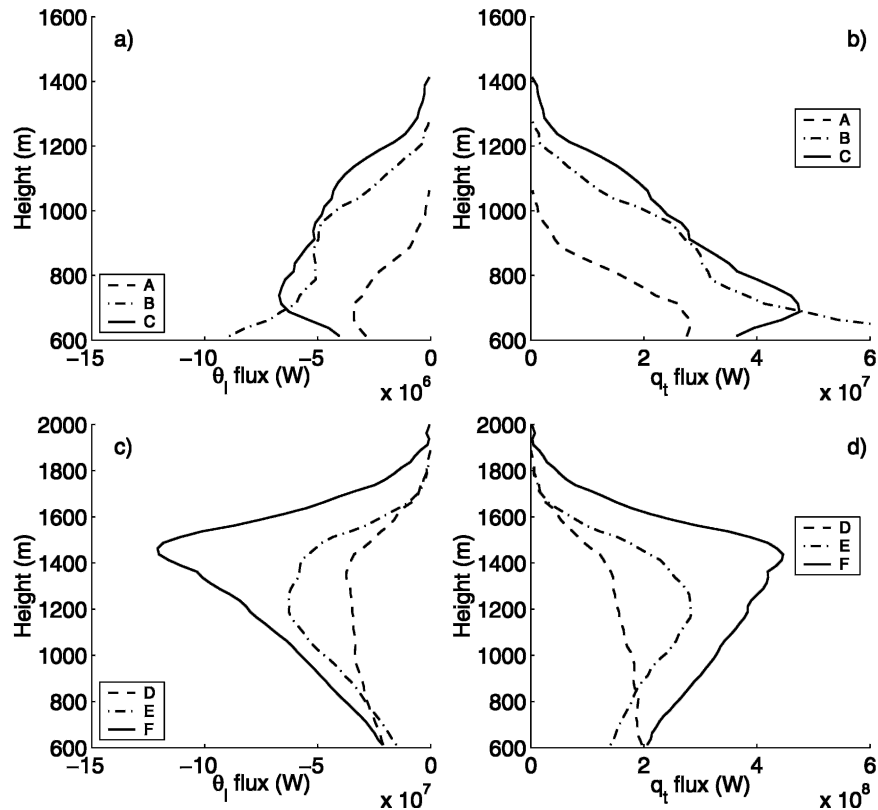 a)
1600
1400
1200
1000
800
600
Height (m)
A
B
C
−15
−10
−5
0
θl flux (W)
x 10^6
b)
1600
1400
1200
1000
800
600
Height (m)
A
B
C
0
2
4
6
qt flux (W)
x 10^7
c)
2000
1800
1600
1400
1200
1000
800
600
Height (m)
D
E
F
−15
−10
−5
0
θl flux (W)
x 10^7
d)
2000
1800
1600
1400
1200
1000
800
600
Height (m)
D
E
F
0
2
4
6
qt flux (W)
x 10^8